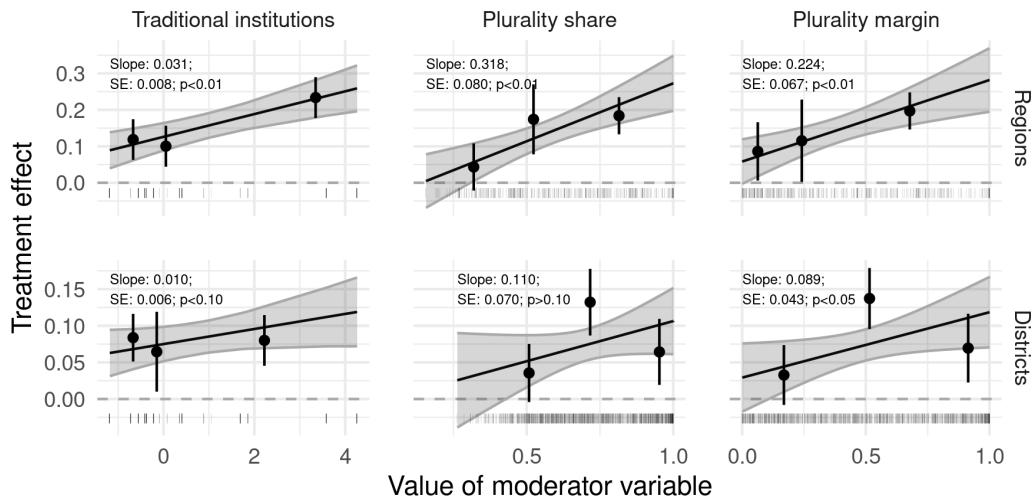 Traditional institutions
Plurality share
Plurality margin
Treatment effect
0.3
0.2
0.1
0.0
Slope: 0.031;
SE: 0.008; p<0.01
Slope: 0.318;
SE: 0.080; p<0.01
Slope: 0.224;
SE: 0.067; p<0.01
Regions
0.15
0.10
0.05
0.00
Slope: 0.010;
SE: 0.006; p<0.10
Slope: 0.110;
SE: 0.070; p>0.10
Slope: 0.089;
SE: 0.043; p<0.05
Districts
0 2 4
0.5 1.0
0.0 0.5 1.0
Value of moderator variable